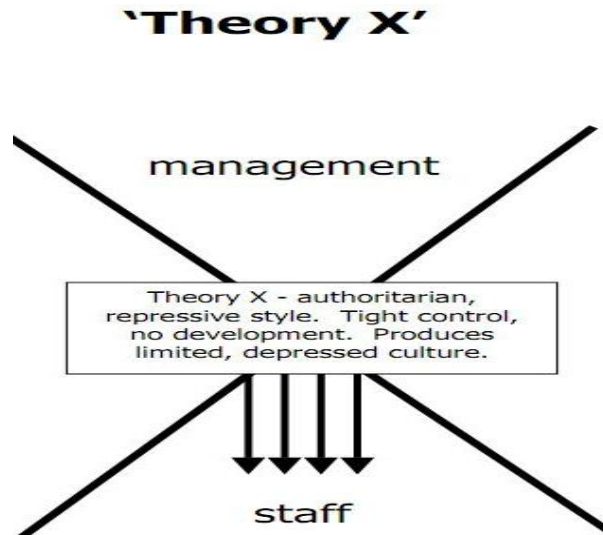 ‘Theory X’
management
Theory X - authoritarian,
repressive style. Tight control,
no development. Produces
limited, depressed culture.
staff